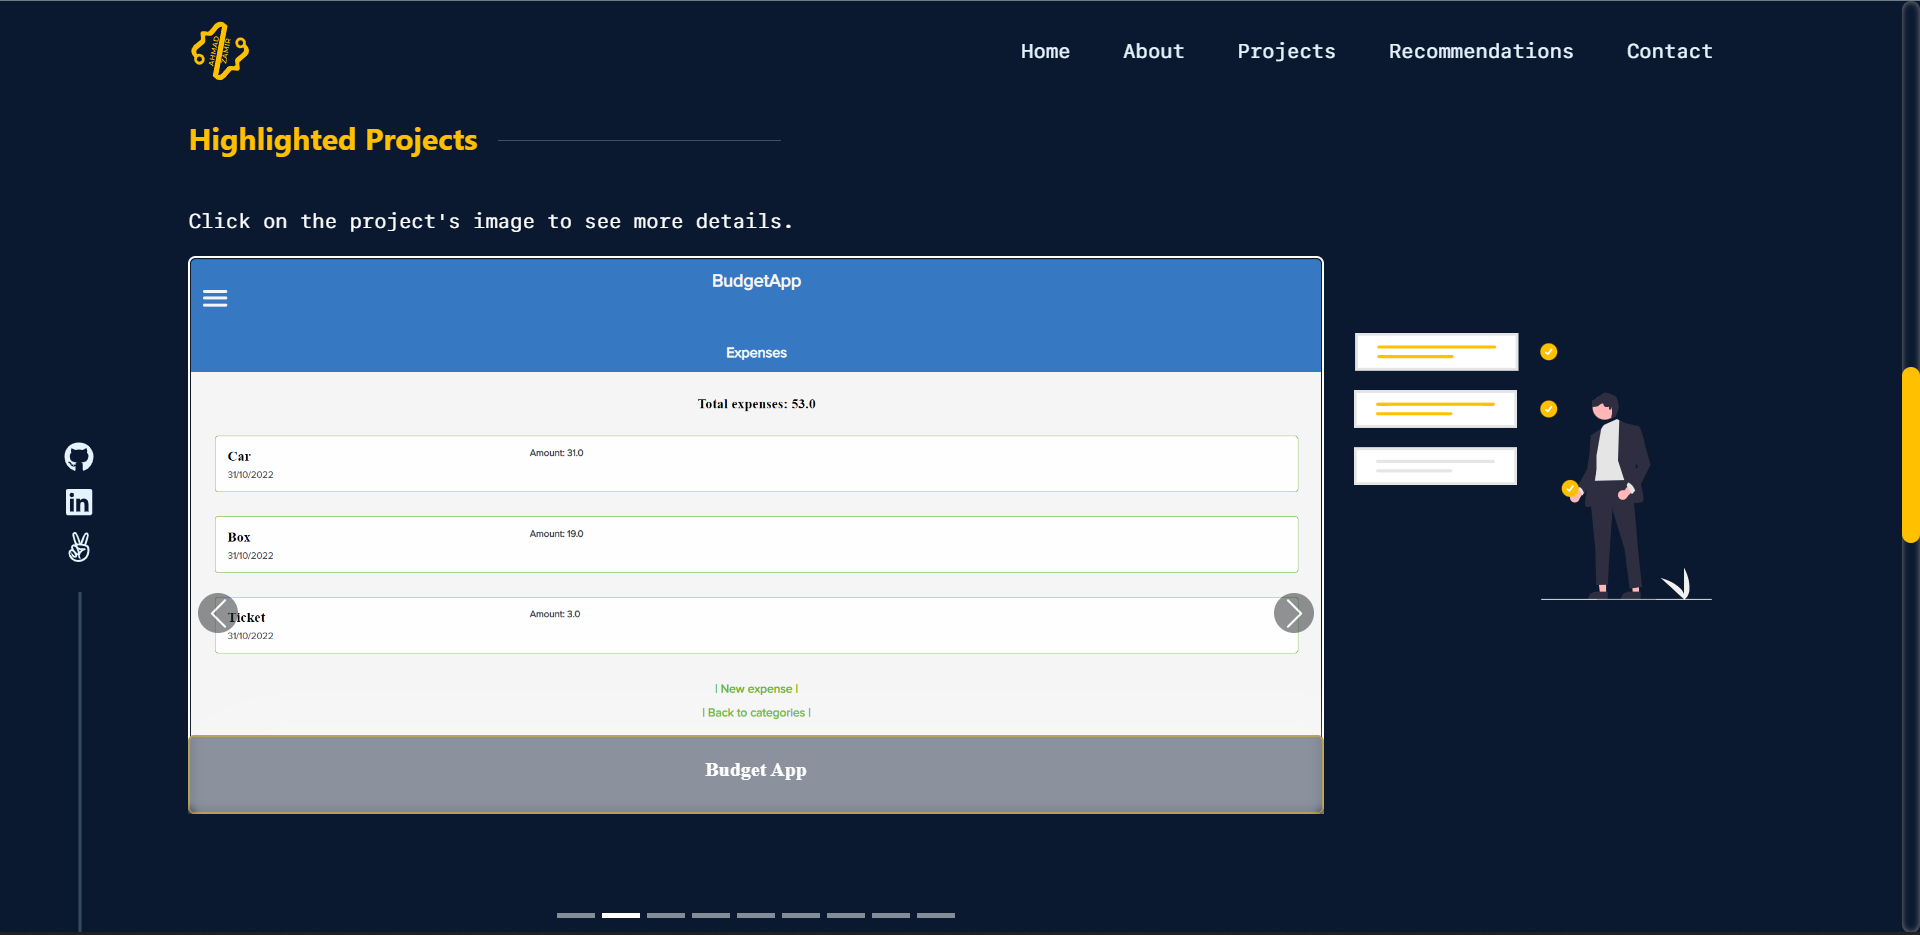 AHMAD
ZAMIR
Home About Projects Recommendations Contact
Highlighted Projects
Click on the project's image to see more details.
BudgetApp
Expenses
Total expenses: 53.0
Car
Amount: 31.0
31/10/2022
Box
Amount: 19.0
31/10/2022
Ticket
Amount: 3.0
31/10/2022
| New expense |
| Back to categories |
Budget App
in